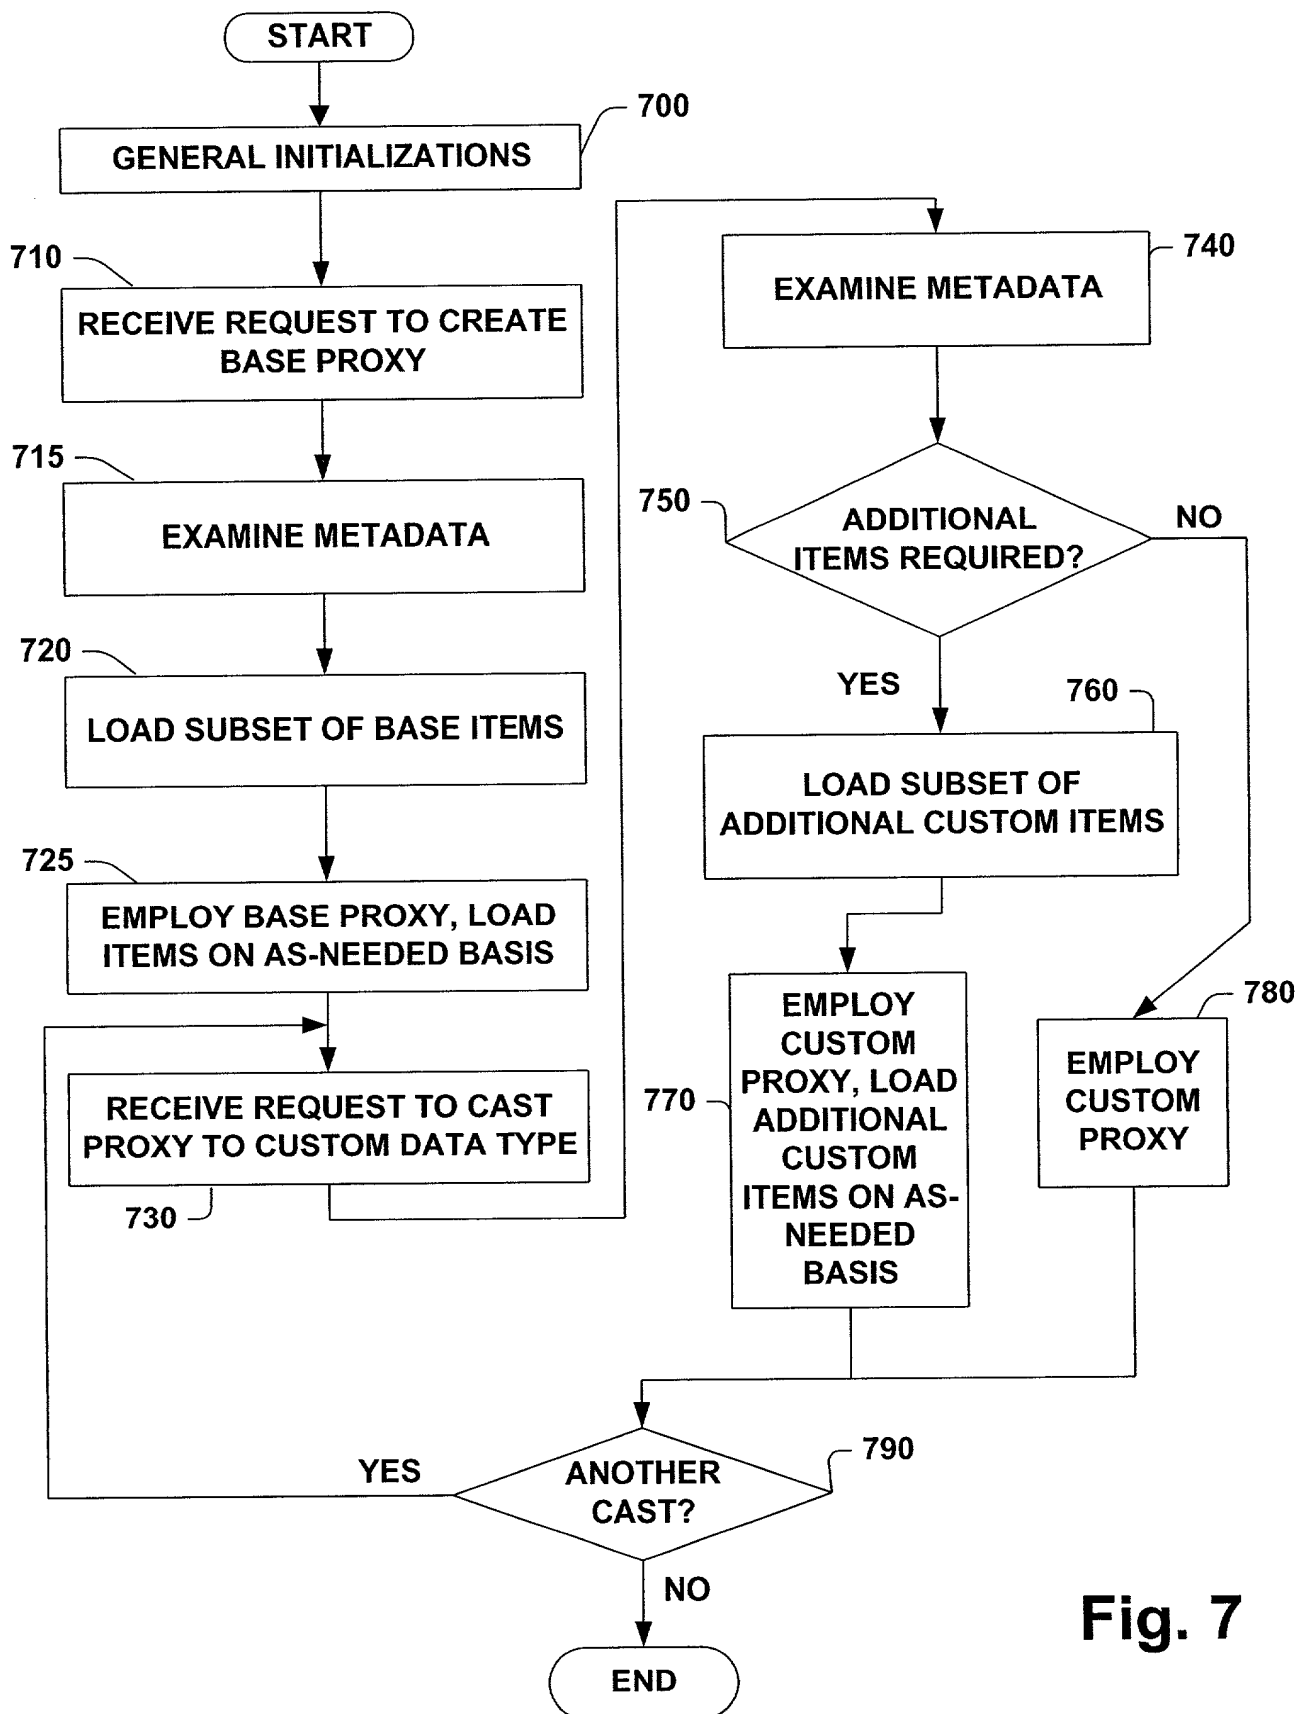 START
700
GENERAL INITIALIZATIONS
710
RECEIVE REQUEST TO CREATE
BASE PROXY
715
EXAMINE METADATA
720
LOAD SUBSET OF BASE ITEMS
725
EMPLOY BASE PROXY, LOAD
ITEMS ON AS-NEEDED BASIS
RECEIVE REQUEST TO CAST
PROXY TO CUSTOM DATA TYPE
730
740
EXAMINE METADATA
750
ADDITIONAL
ITEMS REQUIRED?
NO
YES
760
LOAD SUBSET OF
ADDITIONAL CUSTOM ITEMS
770
EMPLOY
CUSTOM
PROXY, LOAD
ADDITIONAL
CUSTOM
ITEMS ON AS-
NEEDED
BASIS
780
EMPLOY
CUSTOM
PROXY
790
ANOTHER
CAST?
YES
NO
END
Fig. 7